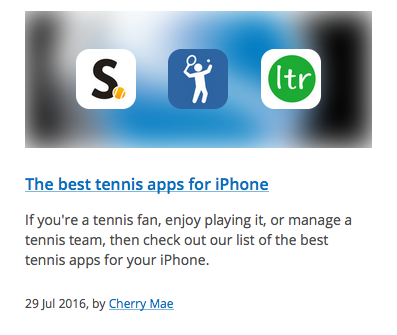 S.
ltr
The best tennis apps for iPhone
If you're a tennis fan, enjoy playing it, or manage a
tennis team, then check out our list of the best
tennis apps for your iPhone.
29 Jul 2016, by Cherry Mae